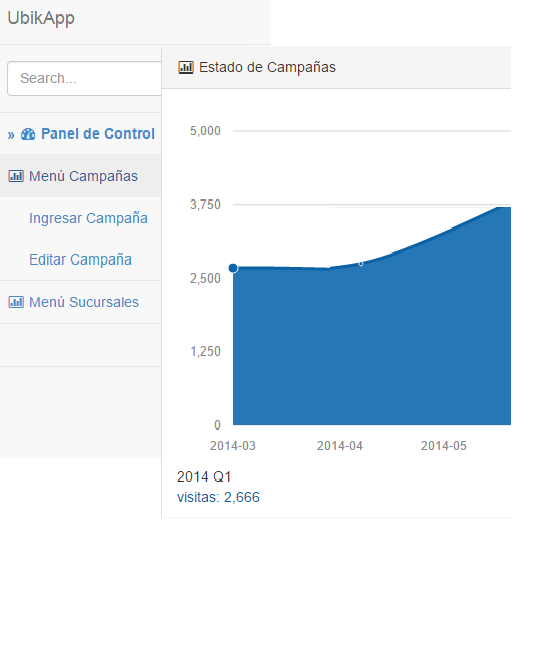 UbikApp
Search...
» Panel de Control
Menú Campañas
Ingresar Campaña
Editar Campaña
Menú Sucursales
Estado de Campañas
5,000
3,750
2,500
1,250
0
2014-03 2014-04 2014-05
2014 Q1
visitas: 2,666